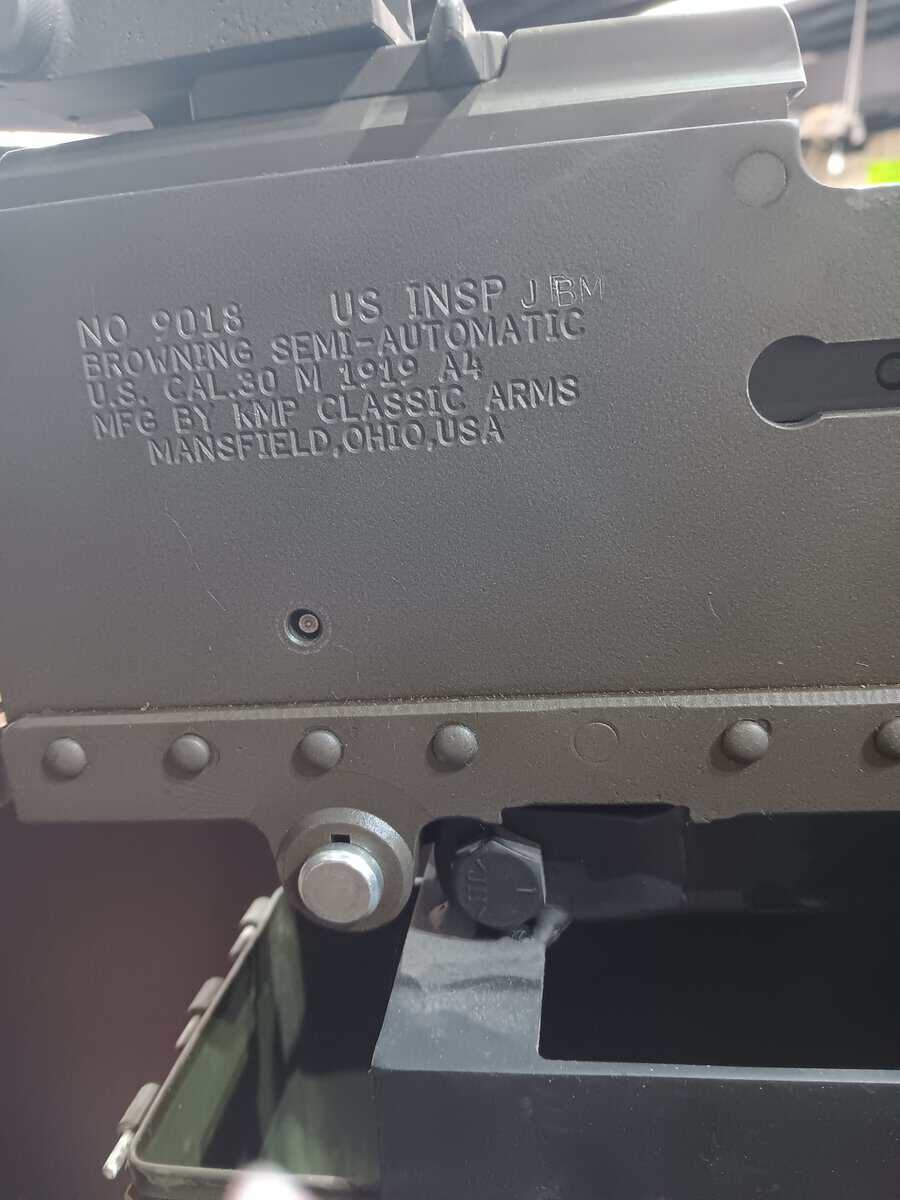 NO 9018 US INSP J
BROWNING SEMI-AUTOMATIC
U.S. CAL.30 M 1919 A4
MFG BY KMP CLASSIC ARMS
MANSFIELD,OHIO,USA